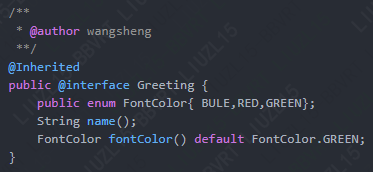 /**
* @author wangsheng
**/
@Inherited
public @interface Greeting {
public enum FontColor{ BULE,RED,GREEN};
String name();
FontColor fontColor() default FontColor.GREEN;
}